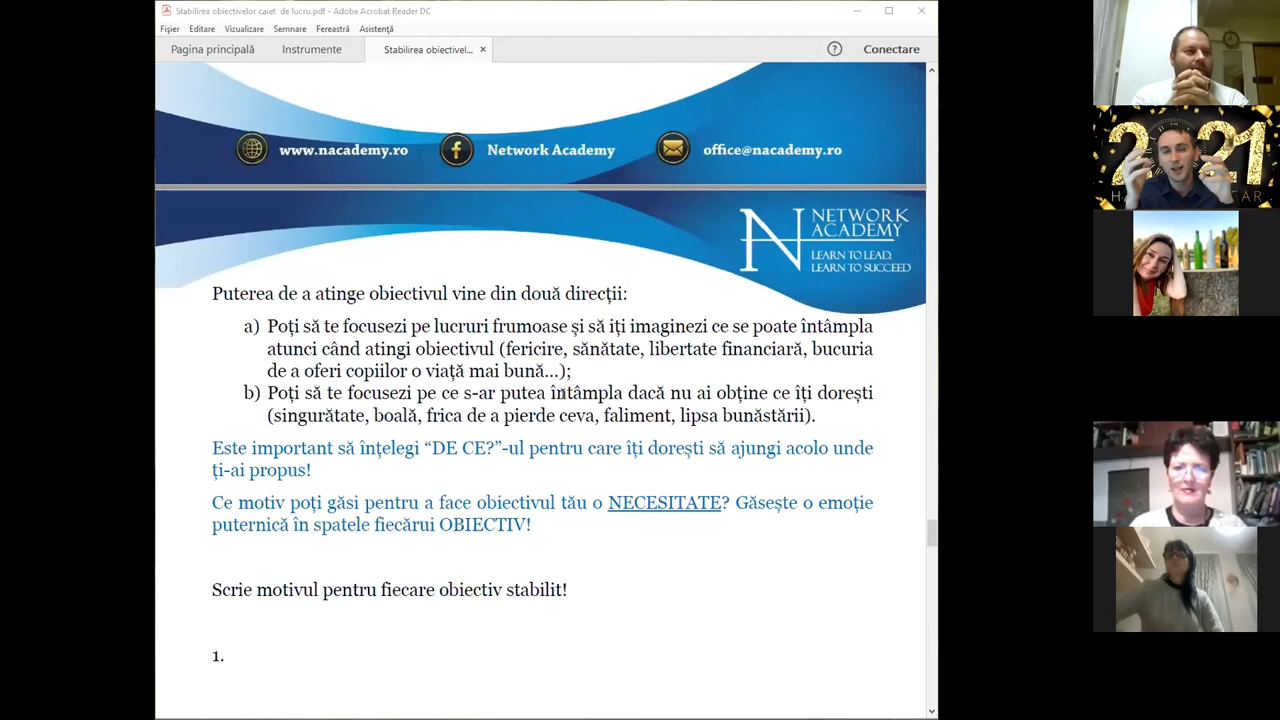 Stabilirea obiectivelor caiet de lucru.pdf - Adobe Acrobat Reader DC
Fișier Editare Vizualizare Semnare Fereastră Asistență
Pagina principală Instrumente Stabilirea obiectivel... × ? Conectare
www.nacademy.ro Network Academy office@nacademy.ro
N NETWORK
ACADEMY
LEARN TO LEAD,
LEARN TO SUCCEED
Puterea de a atinge obiectivul vine din două direcții:
a) Poți să te focusezi pe lucruri frumoase și să iți imaginezi ce se poate întâmpla
atunci când atingi obiectivul (fericire, sănătate, libertate financiară, bucuria
de a oferi copiilor o viață mai bună...);
b) Poți să te focusezi pe ce s-ar putea întâmpla dacă nu ai obține ce îți dorești
(singurătate, boală, frica de a pierde ceva, faliment, lipsa bunăstării).
Este important să înțelegi “DE CE?”-ul pentru care îți dorești să ajungi acolo unde
ți-ai propus!
Ce motiv poți găsi pentru a face obiectivul tău o NECESITATE? Găsește o emoție
puternică în spatele fiecărui OBIECTIV!
Scrie motivul pentru fiecare obiectiv stabilit!
1.
2021